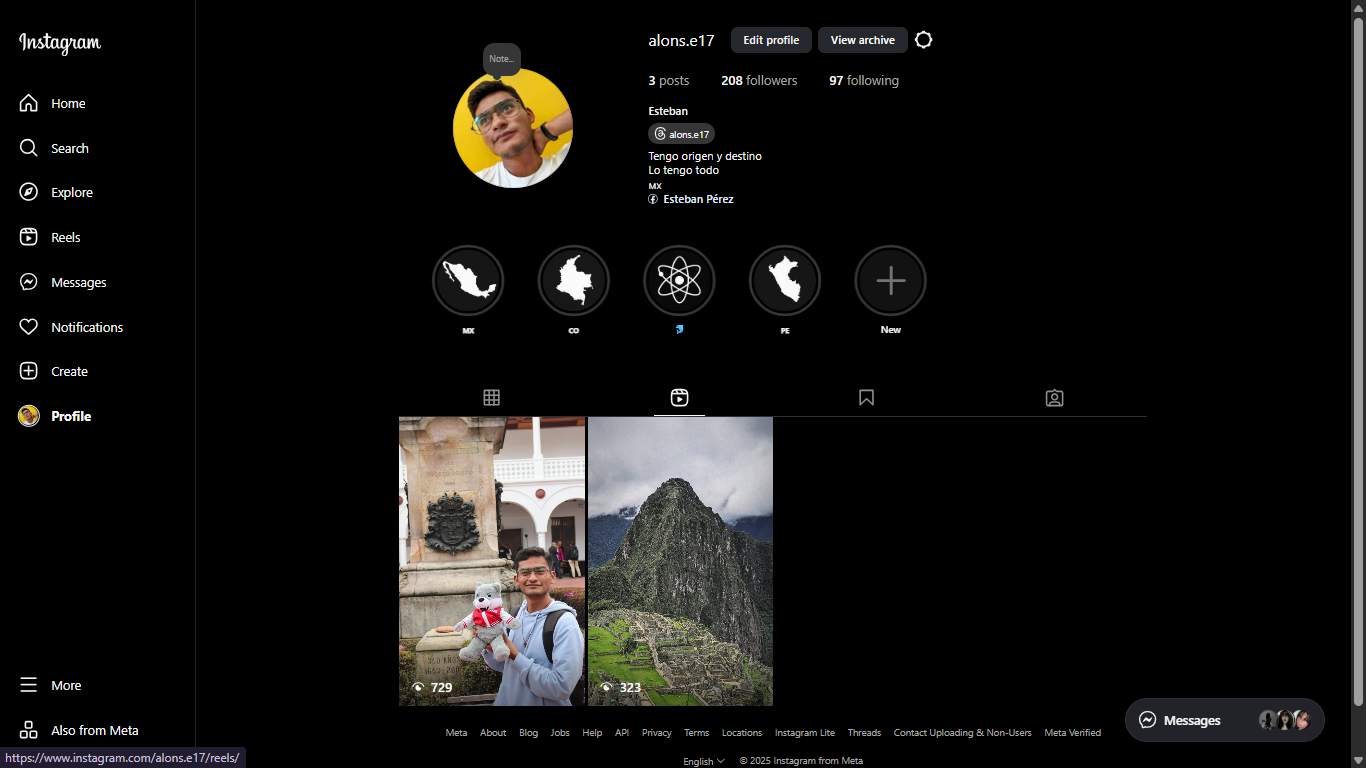 Instagram
Home
Search
Explore
Reels
Messages
Notifications
Create
Profile
More
Also from Meta
Note...
alons.e17
Edit profile
View archive
3 posts
208 followers
97 following
Esteban
alons.e17
Tengo origen y destino
Lo tengo todo
MX
Esteban Pérez
MX
CO
PE
New
729
323
Meta
About
Blog
Jobs
Help
API
Privacy
Terms
Locations
Instagram Lite
Threads
Contact Uploading & Non-Users
Meta Verified
English
© 2025 Instagram from Meta
Messages
https://www.instagram.com/alons.e17/reels/